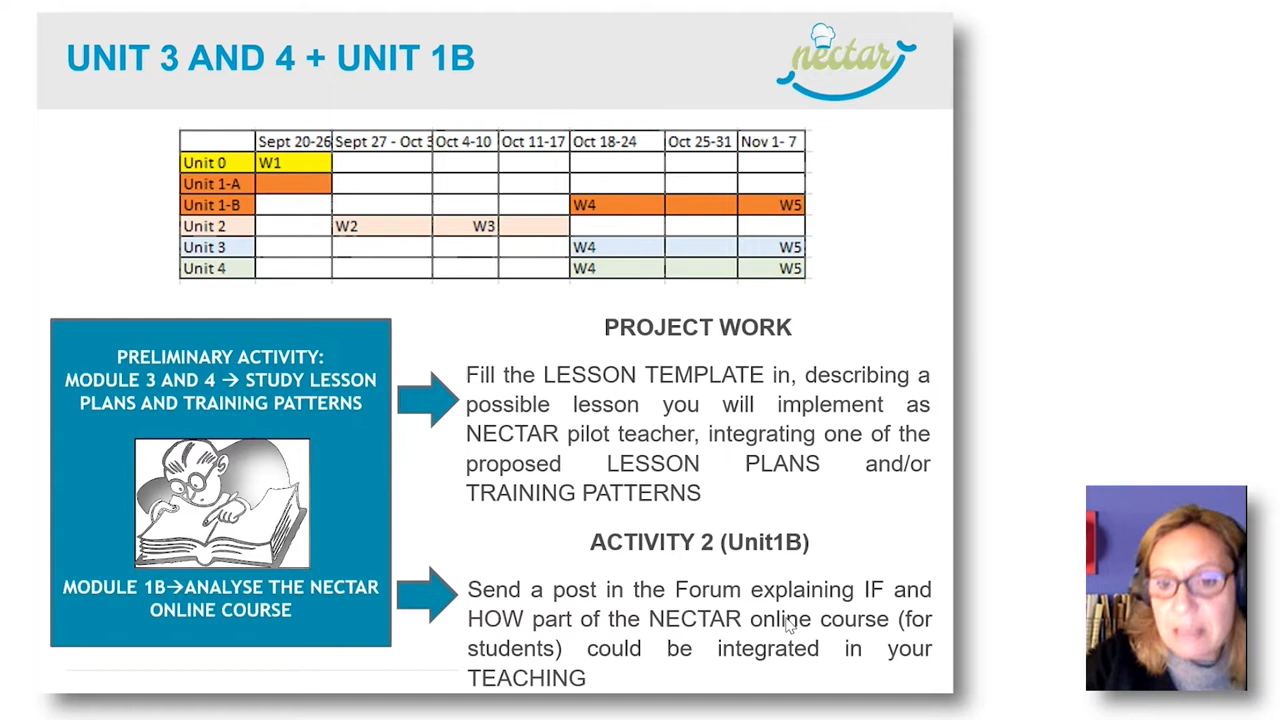 UNIT 3 AND 4 + UNIT 1B
nectar
Sept 20-26 Sept 27 - Oct 3 Oct 4-10 Oct 11-17 Oct 18-24 Oct 25-31 Nov 1- 7
Unit 0 W1
Unit 1-A
Unit 1-B W4 W5
Unit 2 W2 W3
Unit 3 W4 W5
Unit 4 W4 W5
PRELIMINARY ACTIVITY:
MODULE 3 AND 4 → STUDY LESSON
PLANS AND TRAINING PATTERNS
MODULE 1B→ANALYSE THE NECTAR
ONLINE COURSE
PROJECT WORK
Fill the LESSON TEMPLATE in, describing a
possible lesson you will implement as
NECTAR pilot teacher, integrating one of the
proposed LESSON PLANS and/or
TRAINING PATTERNS
ACTIVITY 2 (Unit1B)
Send a post in the Forum explaining IF and
HOW part of the NECTAR online course (for
students) could be integrated in your
TEACHING